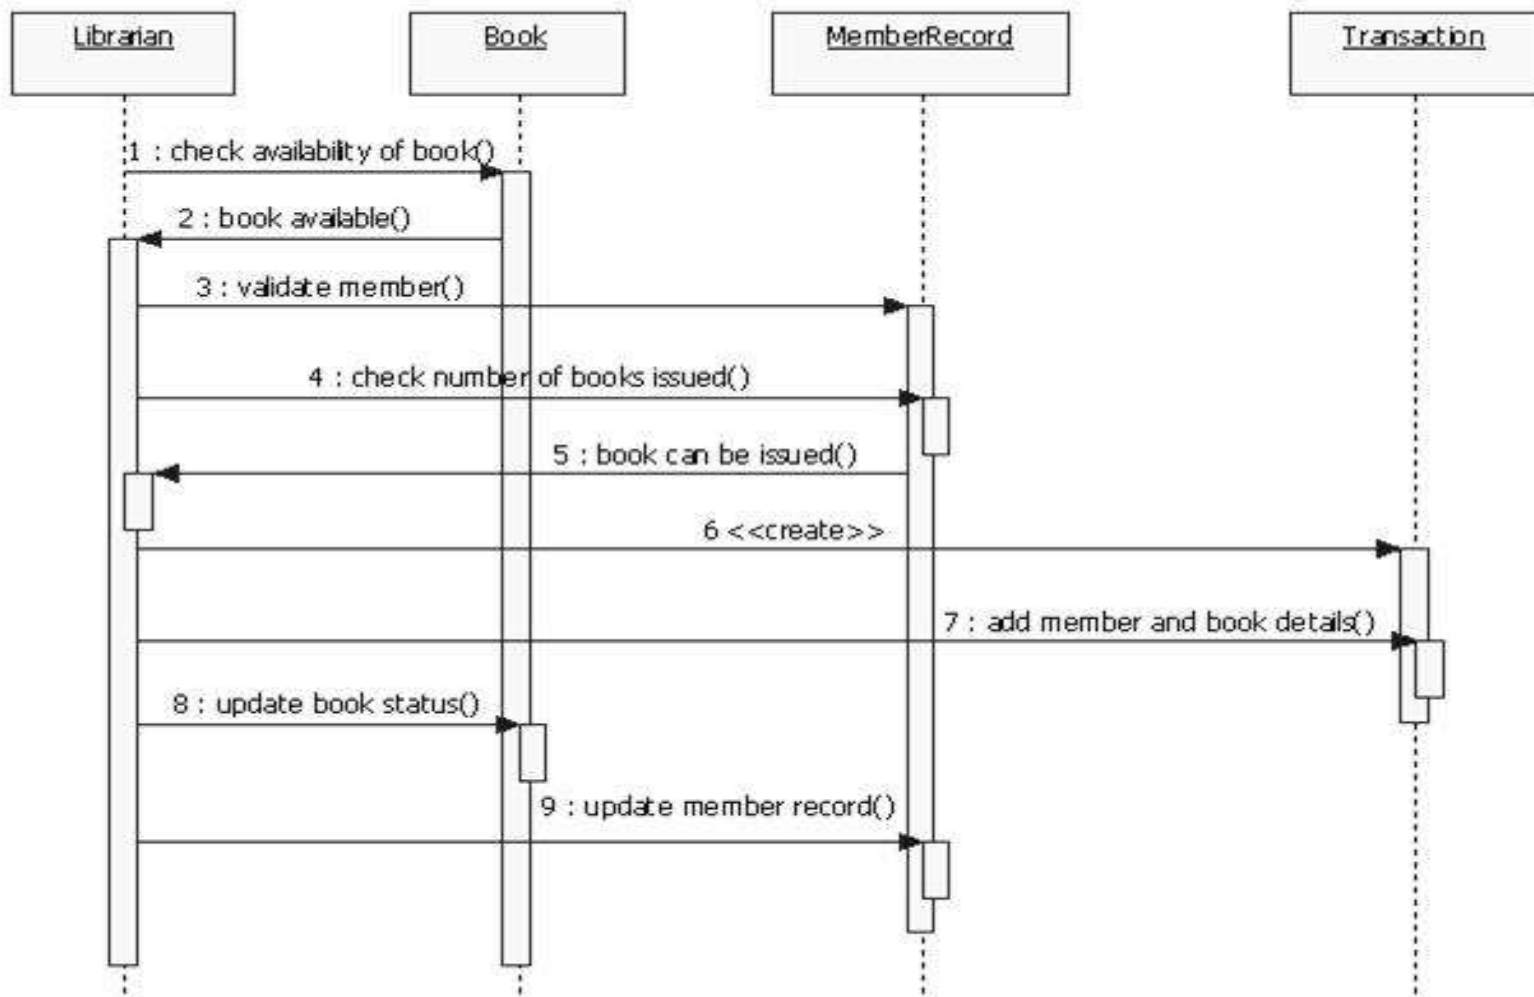 Librarian
Book
MemberRecord
Transaction
1 : check availability of book()
2 : book available()
3 : validate member()
4 : check number of books issued()
5 : book can be issued()
6 <<create>>
7 : add member and book details()
8 : update book status()
9 : update member record()